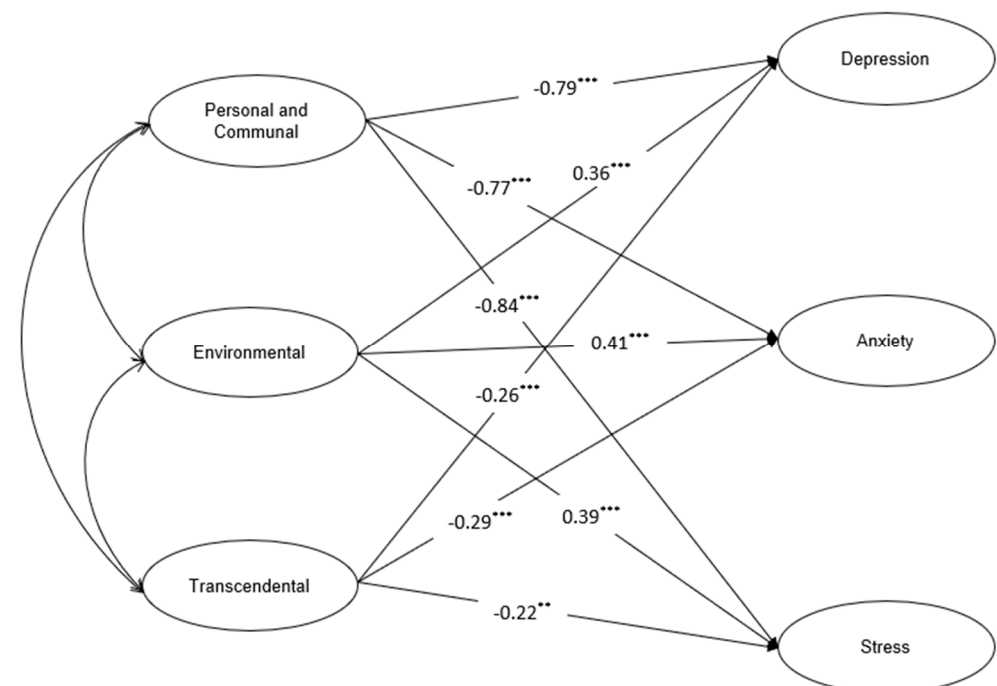 Depression
-0.79***
Personal and
Communal
0.36***
-0.77***
-0.84***
Environmental
0.41***
Anxiety
-0.26***
-0.29***
0.39***
Transcendental
-0.22**
Stress